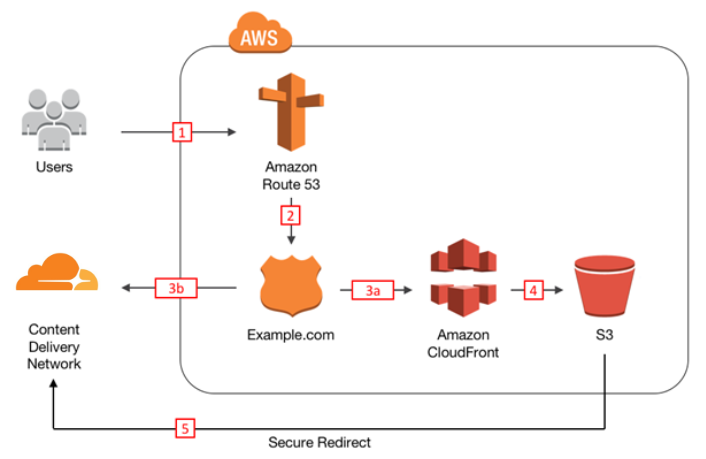 AWS
1
Users
Amazon
Route 53
2
3b
3a
4
Example.com
Amazon
CloudFront
S3
Content
Delivery
Network
5
Secure Redirect